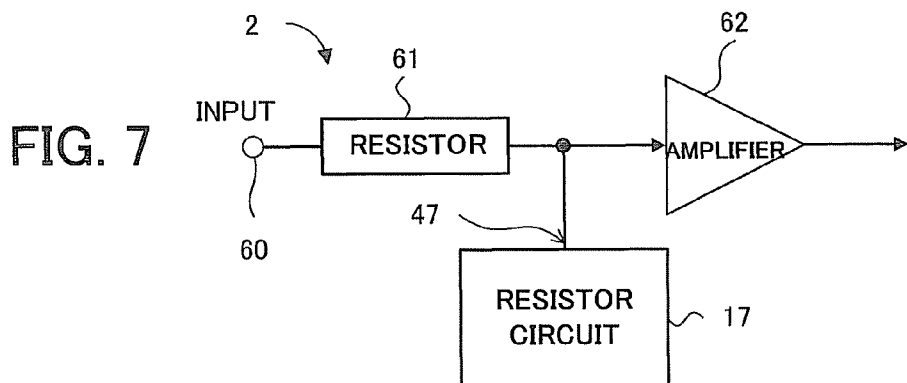 FIG. 7
2
INPUT
60
61
RESISTOR
62
AMPLIFIER
47
RESISTOR
CIRCUIT
17